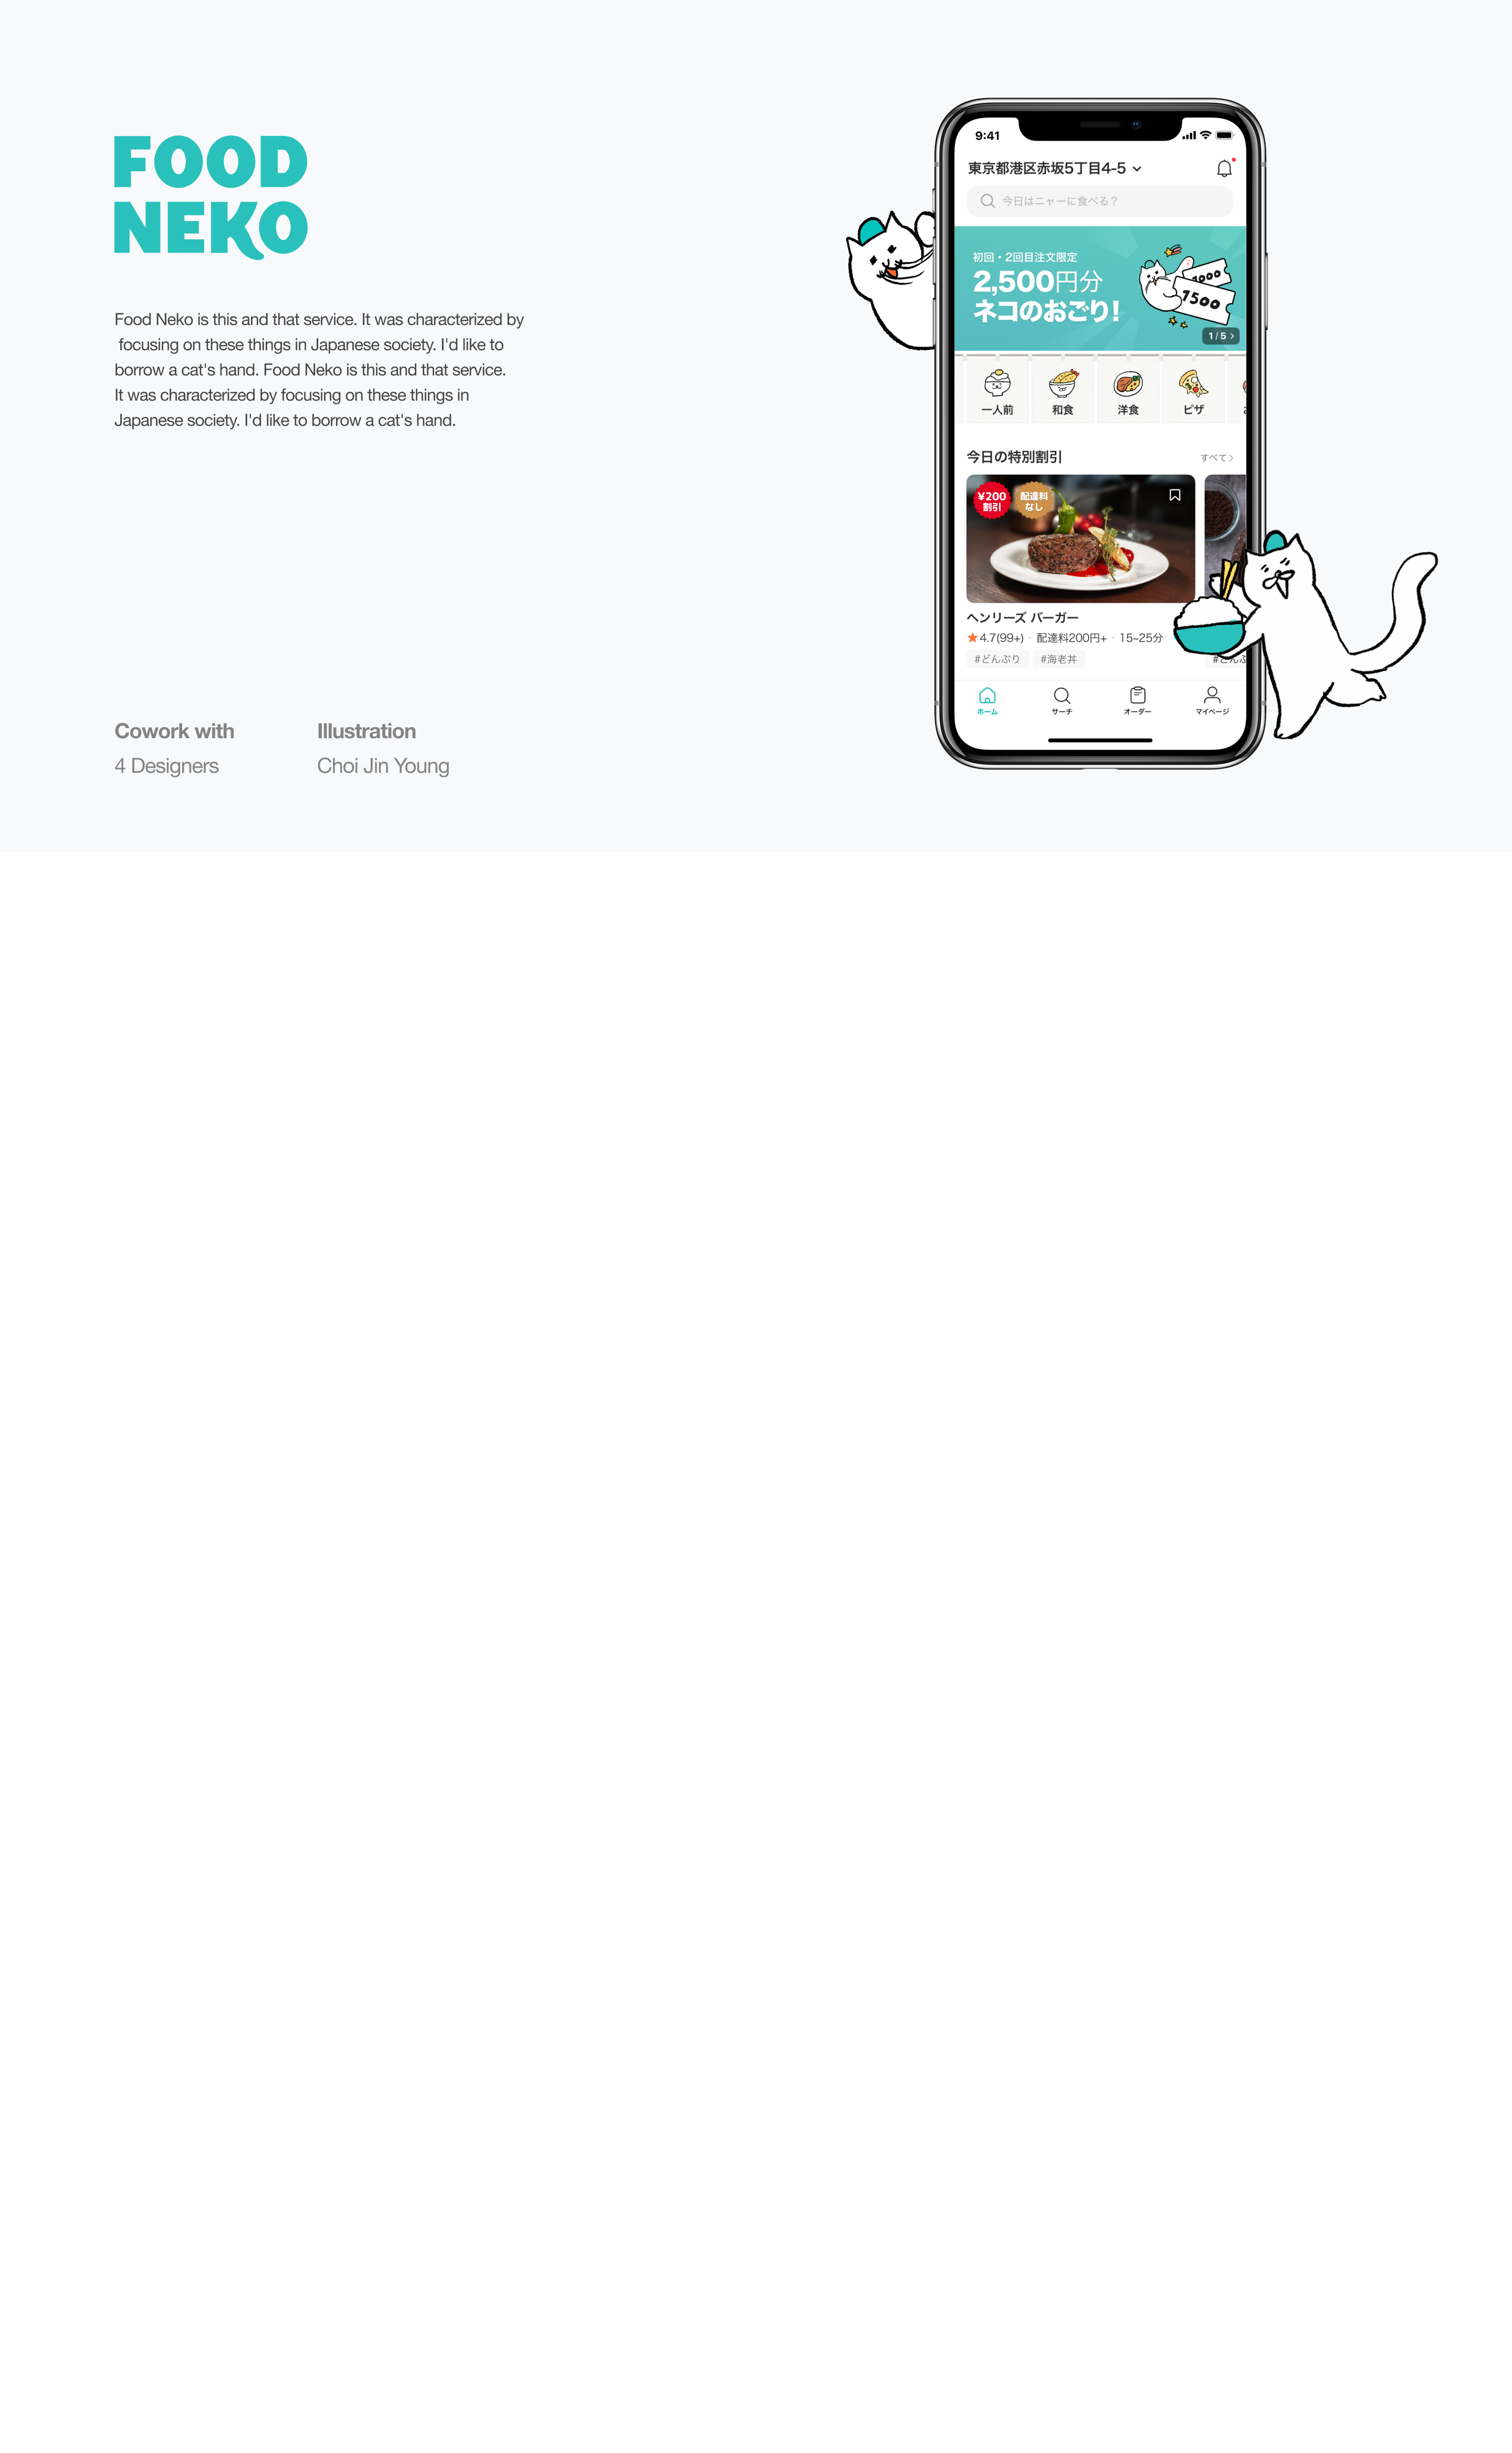 FOOD
NEKO
Food Neko is this and that service. It was characterized by
focusing on these things in Japanese society. I'd like to
borrow a cat's hand. Food Neko is this and that service.
It was characterized by focusing on these things in
Japanese society. I'd like to borrow a cat's hand.
Cowork with
4 Designers
Illustration
Choi Jin Young
9:41
東京都港区赤坂5丁目4-5
今日はニャーに食べる？
初回・2回目注文限定
2,500円分
ネコのおごり!
1000
1500
1 / 5
一人前
和食
洋食
ピザ
今日の特別割引
すべて
¥200
割引
配達料
なし
ヘンリーズ バーガー
4.7(99+) · 配達料200円+ · 15~25分
#どんぶり #海老丼
#どんぶ
ホーム
サーチ
オーダー
マイページ